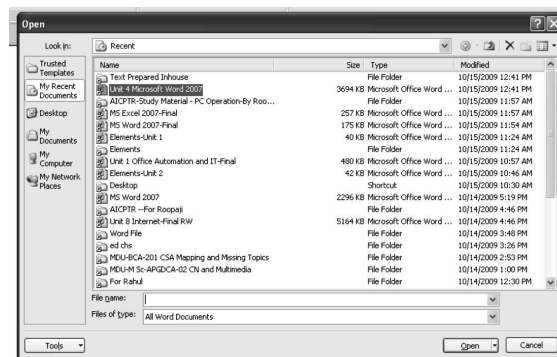 Open
Look in: Recent
Trusted Templates
My Recent Documents
Desktop
My Documents
My Computer
My Network Places
Name Size Type Modified
Text Prepared Inhouse File Folder 10/15/2009 12:41 PM
Unit 4 Microsoft Word 2007 3694 KB Microsoft Office Word ... 10/15/2009 12:41 PM
AICPTR-Study Material - PC Operation-By Roo... File Folder 10/15/2009 11:57 AM
MS Excel 2007-Final 257 KB Microsoft Office Word ... 10/15/2009 11:57 AM
MS Word 2007-Final 175 KB Microsoft Office Word ... 10/15/2009 11:54 AM
Elements-Unit 1 40 KB Microsoft Office Word ... 10/15/2009 11:24 AM
Elements File Folder 10/15/2009 11:24 AM
Unit 1 Office Automation and IT-Final 480 KB Microsoft Office Word ... 10/15/2009 10:57 AM
Elements-Unit 2 42 KB Microsoft Office Word ... 10/15/2009 10:46 AM
Desktop Shortcut 10/15/2009 10:30 AM
MS Word 2007 2296 KB Microsoft Office Word ... 10/14/2009 5:19 PM
AICPTR --For Roopaji File Folder 10/14/2009 4:46 PM
Unit 8 Internet-Final RW 5164 KB Microsoft Office Word ... 10/14/2009 4:46 PM
Word File File Folder 10/14/2009 3:48 PM
ed chs File Folder 10/14/2009 3:26 PM
MDU-BCA-201 CSA Mapping and Missing Topics File Folder 10/14/2009 2:53 PM
MDU-M Sc-APGDCA-02 CN and Multimedia File Folder 10/14/2009 1:00 PM
For Rahul File Folder 10/14/2009 12:30 PM
File name:
Files of type: All Word Documents
Tools Open Cancel